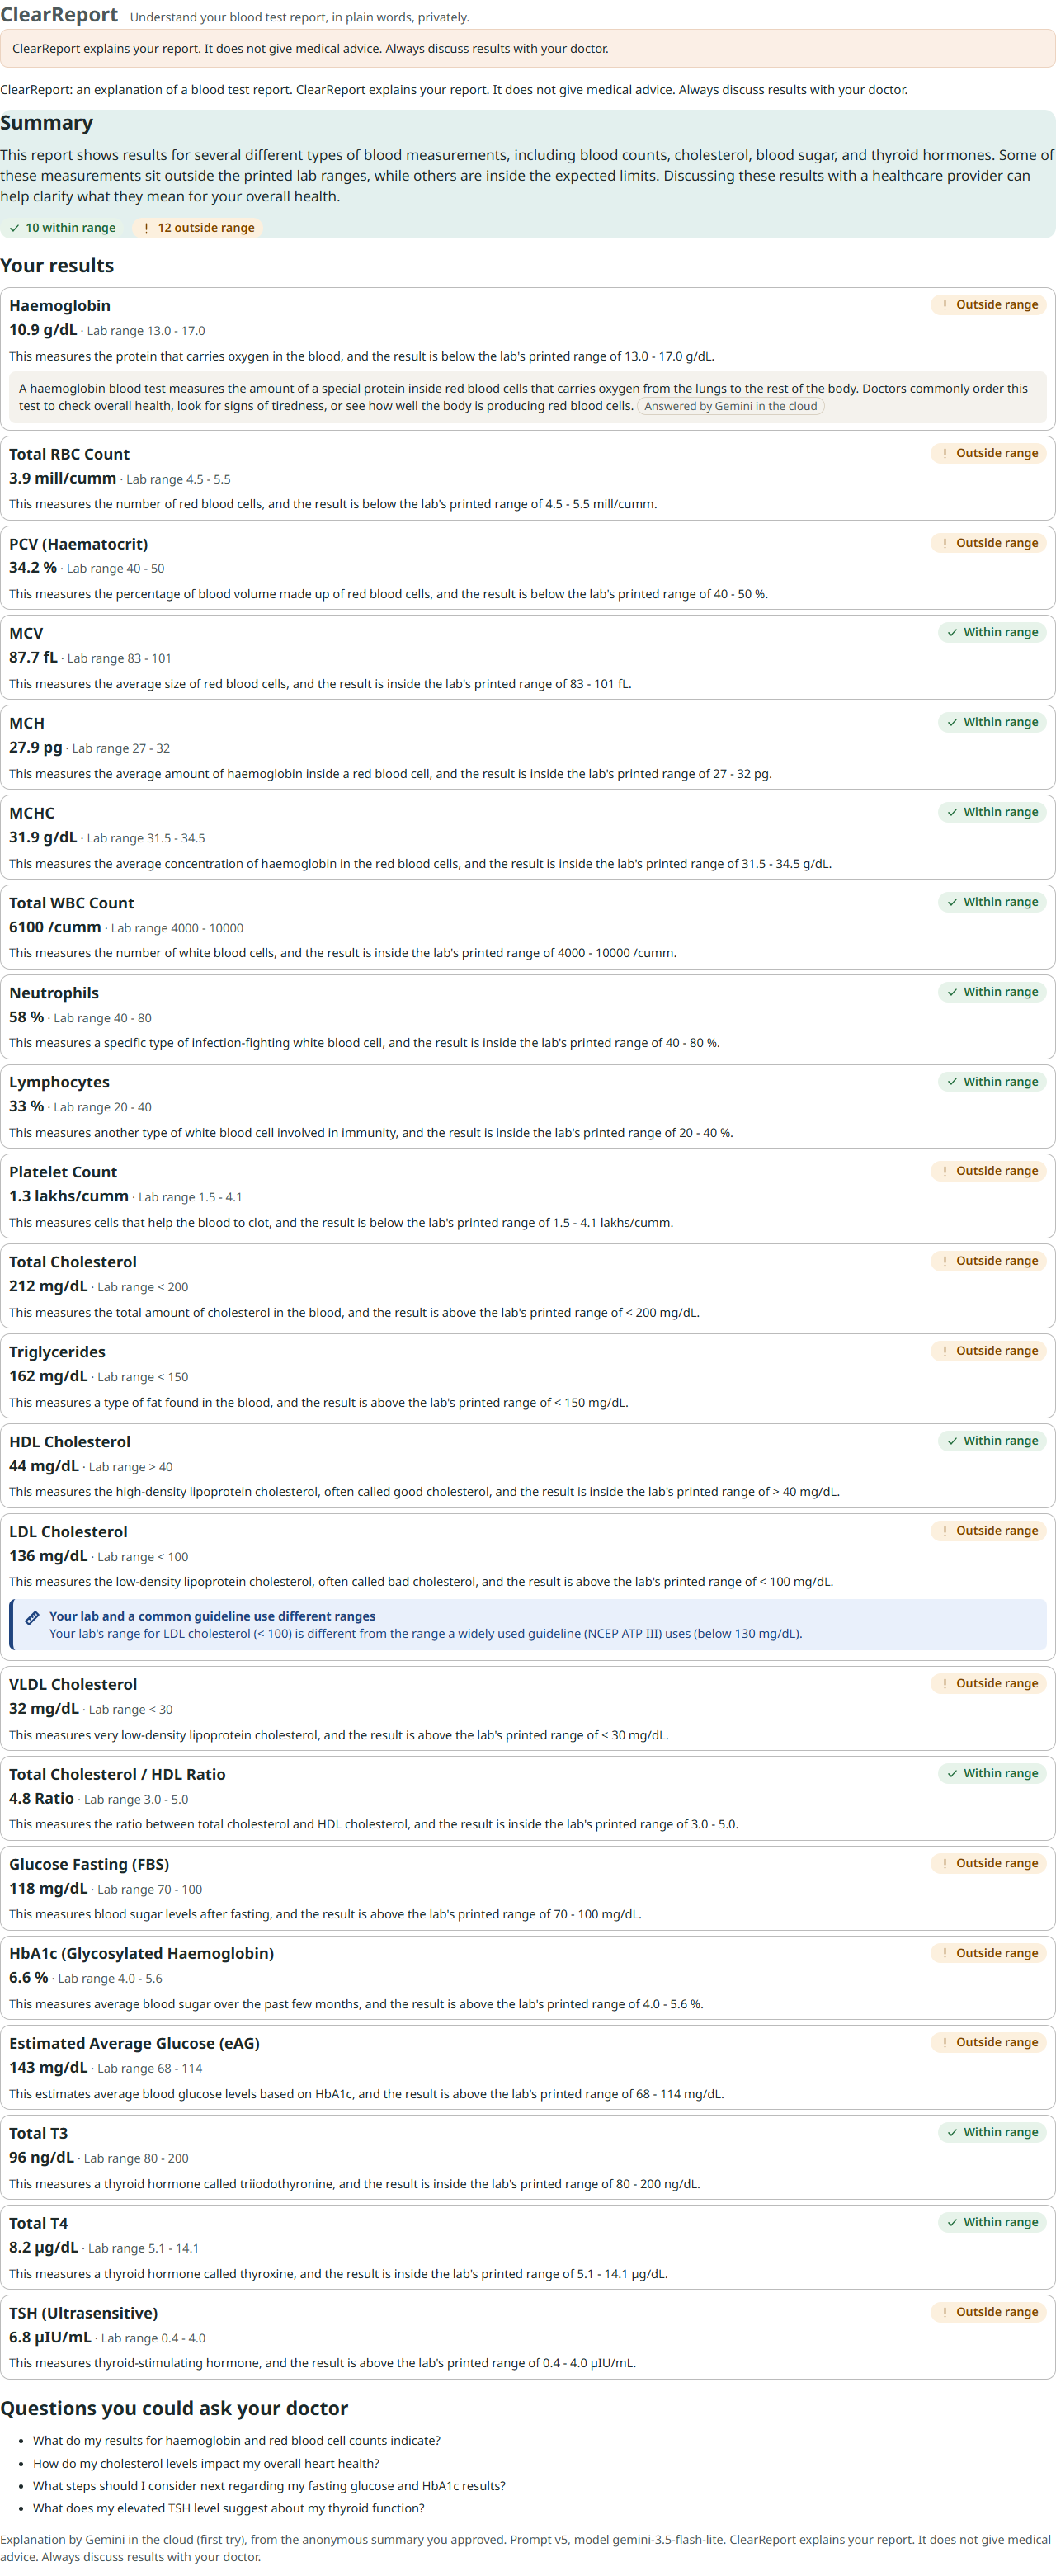 ClearReport Understand your blood test report, in plain words, privately.
ClearReport explains your report. It does not give medical advice. Always discuss results with your doctor.
ClearReport: an explanation of a blood test report. ClearReport explains your report. It does not give medical advice. Always discuss results with your doctor.
Summary
This report shows results for several different types of blood measurements, including blood counts, cholesterol, blood sugar, and thyroid hormones. Some of
these measurements sit outside the printed lab ranges, while others are inside the expected limits. Discussing these results with a healthcare provider can
help clarify what they mean for your overall health.
✓ 10 within range ! 12 outside range
Your results
Haemoglobin ! Outside range
10.9 g/dL · Lab range 13.0 - 17.0
This measures the protein that carries oxygen in the blood, and the result is below the lab's printed range of 13.0 - 17.0 g/dL.
A haemoglobin blood test measures the amount of a special protein inside red blood cells that carries oxygen from the lungs to the rest of the body. Doctors commonly order this
test to check overall health, look for signs of tiredness, or see how well the body is producing red blood cells. Answered by Gemini in the cloud
Total RBC Count ! Outside range
3.9 mill/cumm · Lab range 4.5 - 5.5
This measures the number of red blood cells, and the result is below the lab's printed range of 4.5 - 5.5 mill/cumm.
PCV (Haematocrit) ! Outside range
34.2 % · Lab range 40 - 50
This measures the percentage of blood volume made up of red blood cells, and the result is below the lab's printed range of 40 - 50 %.
MCV ✓ Within range
87.7 fL · Lab range 83 - 101
This measures the average size of red blood cells, and the result is inside the lab's printed range of 83 - 101 fL.
MCH ✓ Within range
27.9 pg · Lab range 27 - 32
This measures the average amount of haemoglobin inside a red blood cell, and the result is inside the lab's printed range of 27 - 32 pg.
MCHC ✓ Within range
31.9 g/dL · Lab range 31.5 - 34.5
This measures the average concentration of haemoglobin in the red blood cells, and the result is inside the lab's printed range of 31.5 - 34.5 g/dL.
Total WBC Count ✓ Within range
6100 /cumm · Lab range 4000 - 10000
This measures the number of white blood cells, and the result is inside the lab's printed range of 4000 - 10000 /cumm.
Neutrophils ✓ Within range
58 % · Lab range 40 - 80
This measures a specific type of infection-fighting white blood cell, and the result is inside the lab's printed range of 40 - 80 %.
Lymphocytes ✓ Within range
33 % · Lab range 20 - 40
This measures another type of white blood cell involved in immunity, and the result is inside the lab's printed range of 20 - 40 %.
Platelet Count ! Outside range
1.3 lakhs/cumm · Lab range 1.5 - 4.1
This measures cells that help the blood to clot, and the result is below the lab's printed range of 1.5 - 4.1 lakhs/cumm.
Total Cholesterol ! Outside range
212 mg/dL · Lab range < 200
This measures the total amount of cholesterol in the blood, and the result is above the lab's printed range of < 200 mg/dL.
Triglycerides ! Outside range
162 mg/dL · Lab range < 150
This measures a type of fat found in the blood, and the result is above the lab's printed range of < 150 mg/dL.
HDL Cholesterol ✓ Within range
44 mg/dL · Lab range > 40
This measures the high-density lipoprotein cholesterol, often called good cholesterol, and the result is inside the lab's printed range of > 40 mg/dL.
LDL Cholesterol ! Outside range
136 mg/dL · Lab range < 100
This measures the low-density lipoprotein cholesterol, often called bad cholesterol, and the result is above the lab's printed range of < 100 mg/dL.
Your lab and a common guideline use different ranges
Your lab's range for LDL cholesterol (< 100) is different from the range a widely used guideline (NCEP ATP III) uses (below 130 mg/dL).
VLDL Cholesterol ! Outside range
32 mg/dL · Lab range < 30
This measures very low-density lipoprotein cholesterol, and the result is above the lab's printed range of < 30 mg/dL.
Total Cholesterol / HDL Ratio ✓ Within range
4.8 Ratio · Lab range 3.0 - 5.0
This measures the ratio between total cholesterol and HDL cholesterol, and the result is inside the lab's printed range of 3.0 - 5.0.
Glucose Fasting (FBS) ! Outside range
118 mg/dL · Lab range 70 - 100
This measures blood sugar levels after fasting, and the result is above the lab's printed range of 70 - 100 mg/dL.
HbA1c (Glycosylated Haemoglobin) ! Outside range
6.6 % · Lab range 4.0 - 5.6
This measures average blood sugar over the past few months, and the result is above the lab's printed range of 4.0 - 5.6 %.
Estimated Average Glucose (eAG) ! Outside range
143 mg/dL · Lab range 68 - 114
This estimates average blood glucose levels based on HbA1c, and the result is above the lab's printed range of 68 - 114 mg/dL.
Total T3 ✓ Within range
96 ng/dL · Lab range 80 - 200
This measures a thyroid hormone called triiodothyronine, and the result is inside the lab's printed range of 80 - 200 ng/dL.
Total T4 ✓ Within range
8.2 µg/dL · Lab range 5.1 - 14.1
This measures a thyroid hormone called thyroxine, and the result is inside the lab's printed range of 5.1 - 14.1 µg/dL.
TSH (Ultrasensitive) ! Outside range
6.8 µIU/mL · Lab range 0.4 - 4.0
This measures thyroid-stimulating hormone, and the result is above the lab's printed range of 0.4 - 4.0 µIU/mL.
Questions you could ask your doctor
• What do my results for haemoglobin and red blood cell counts indicate?
• How do my cholesterol levels impact my overall heart health?
• What steps should I consider next regarding my fasting glucose and HbA1c results?
• What does my elevated TSH level suggest about my thyroid function?
Explanation by Gemini in the cloud (first try), from the anonymous summary you approved. Prompt v5, model gemini-3.5-flash-lite. ClearReport explains your report. It does not give medical
advice. Always discuss results with your doctor.